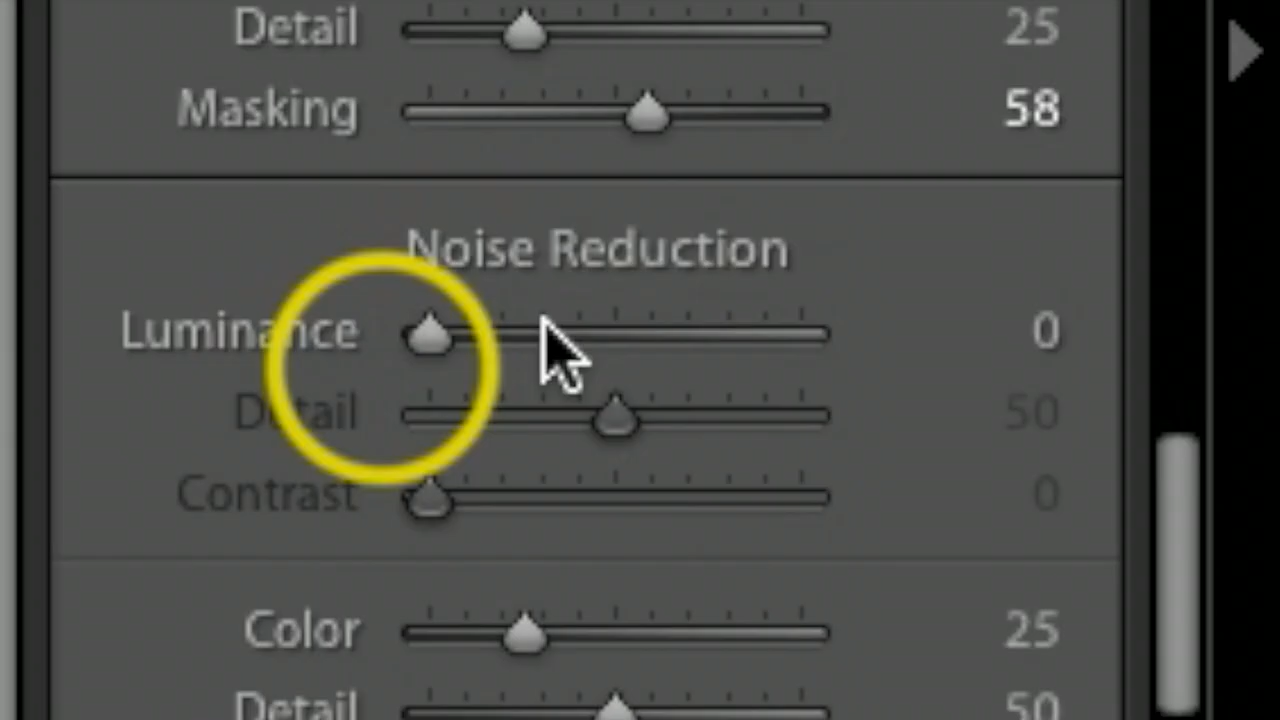 Detail 25
Masking 58
Noise Reduction
Luminance 0
Detail 50
Contrast 0
Color 25
Detail 50